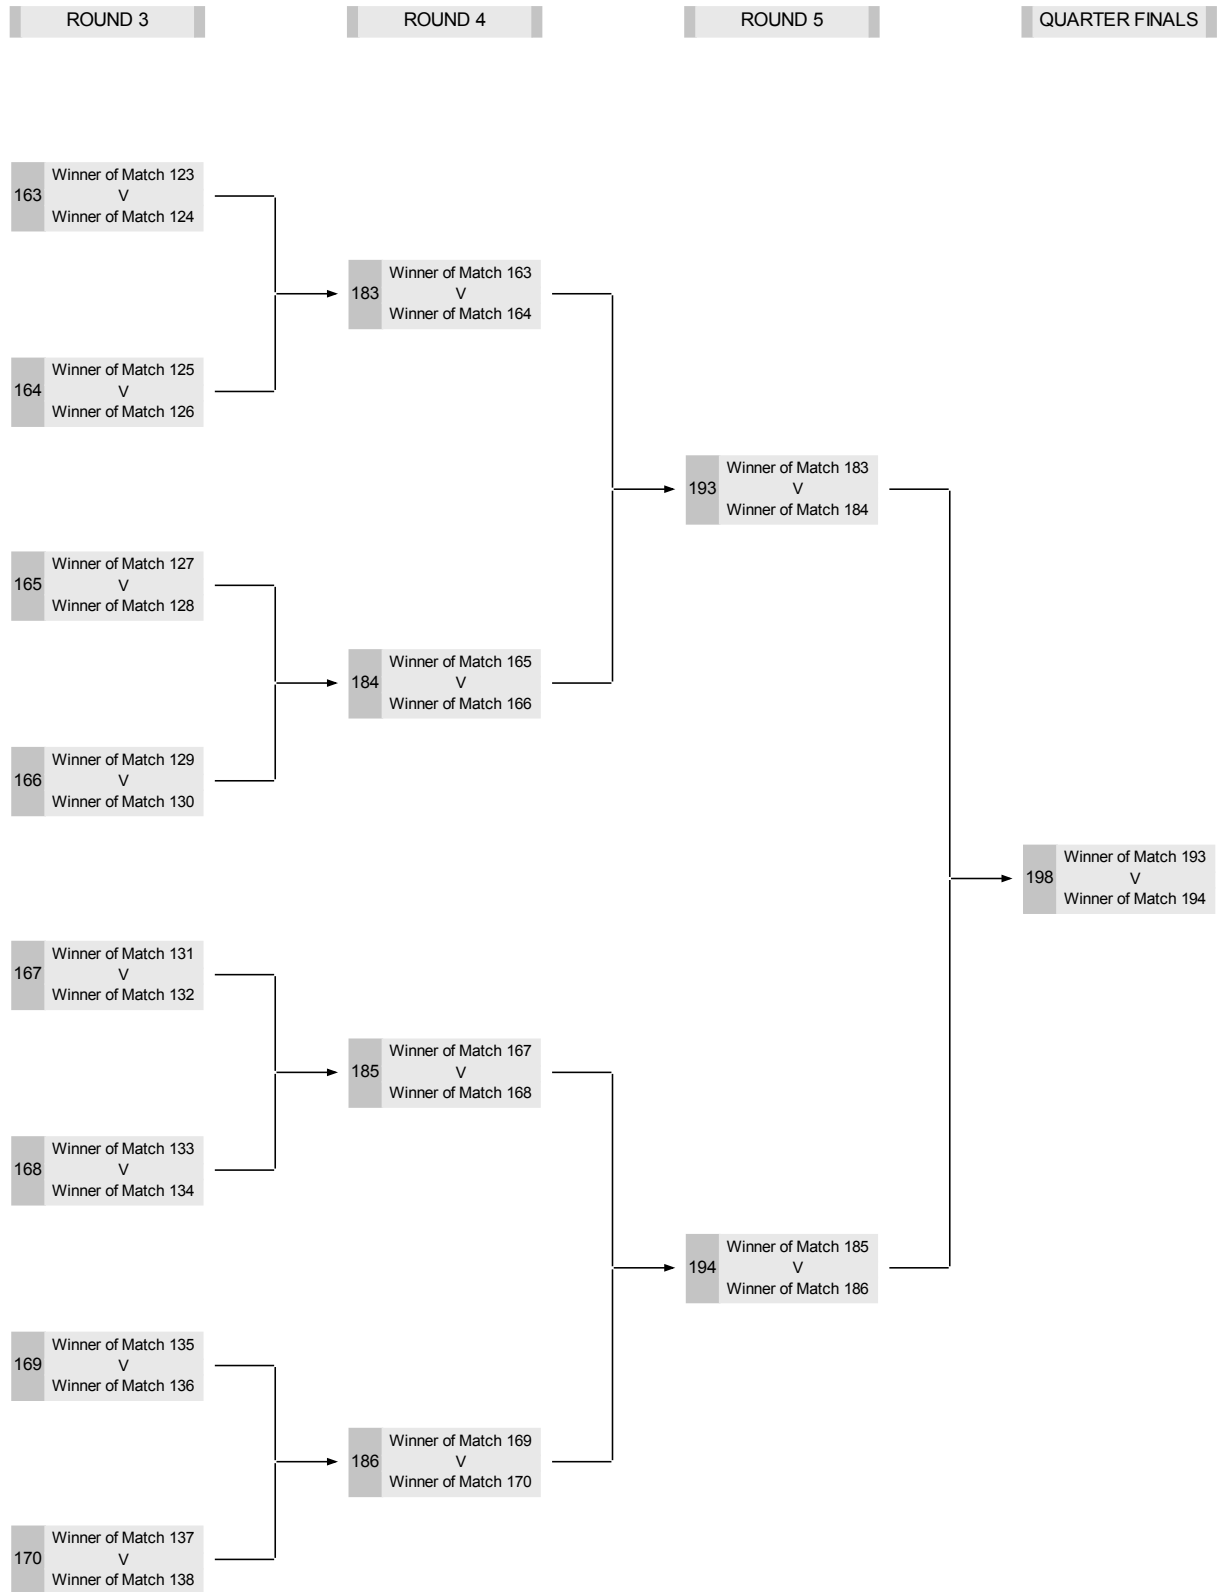 ROUND 3
ROUND 4
ROUND 5
QUARTER FINALS
163
Winner of Match 123
V
Winner of Match 124
164
Winner of Match 125
V
Winner of Match 126
165
Winner of Match 127
V
Winner of Match 128
166
Winner of Match 129
V
Winner of Match 130
167
Winner of Match 131
V
Winner of Match 132
168
Winner of Match 133
V
Winner of Match 134
169
Winner of Match 135
V
Winner of Match 136
170
Winner of Match 137
V
Winner of Match 138
183
Winner of Match 163
V
Winner of Match 164
184
Winner of Match 165
V
Winner of Match 166
185
Winner of Match 167
V
Winner of Match 168
186
Winner of Match 169
V
Winner of Match 170
193
Winner of Match 183
V
Winner of Match 184
194
Winner of Match 185
V
Winner of Match 186
198
Winner of Match 193
V
Winner of Match 194